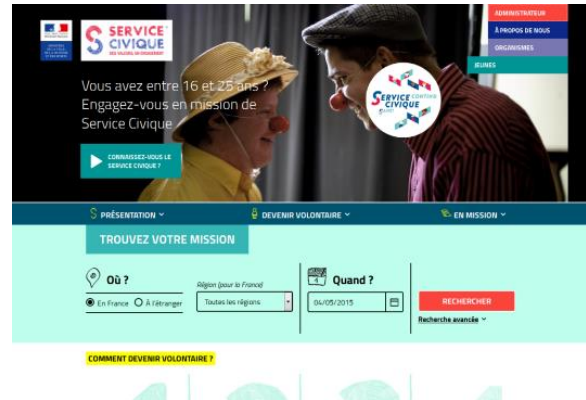 ADMINISTRATEUR
À PROPOS DE NOUS
ORGANISMES
JEUNES
SERVICE
CIVIQUE
Vous avez entre 16 et 25 ans ?
Engagez-vous en mission de
Service Civique
SERVICE
CIVIQUE
CONNAISSEZ-VOUS LE
SERVICE CIVIQUE ?
PRÉSENTATION
DEVENIR VOLONTAIRE
EN MISSION
TROUVEZ VOTRE MISSION
Où ?
Région (pour la France)
Quand ?
En France
À l'étranger
Toutes les régions
04/05/2015
RECHERCHER
Recherche avancée
COMMENT DEVENIR VOLONTAIRE ?